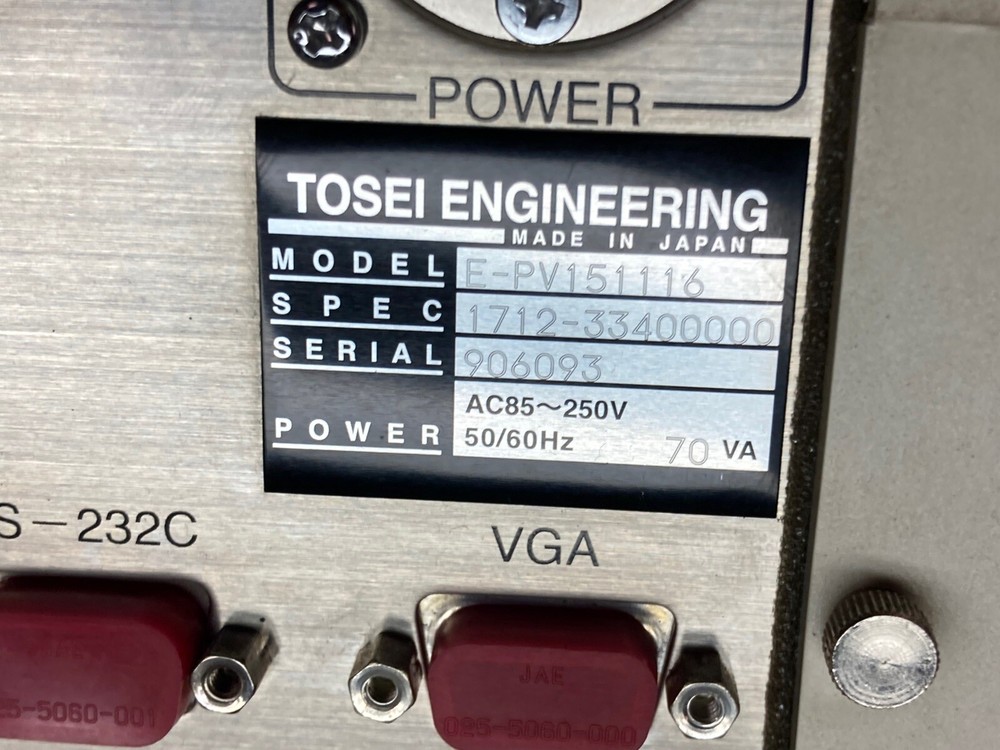 POWER
TOSEI ENGINEERING
MADE IN JAPAN
MODEL E-PV151116
SPEC 1712-33400000
SERIAL 906093
AC85～250V
POWER 50/60Hz 70 VA
S-232C VGA
JAE
25-5060-001 025-5060-000